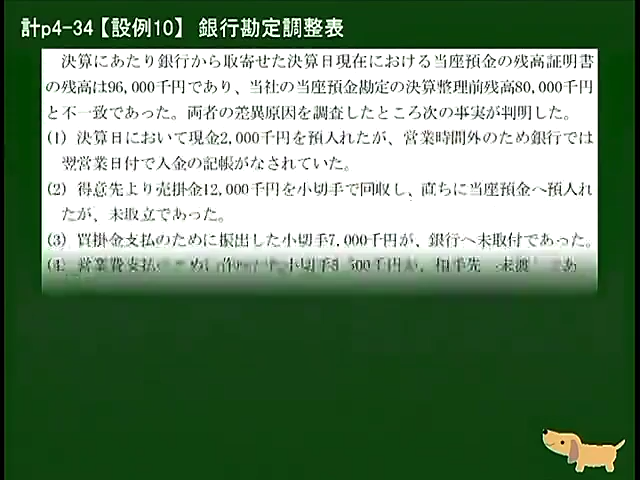 計p4-34【設例10】 銀行勘定調整表
決算にあたり銀行から取寄せた決算日現在における当座預金の残高証明書
の残高は96,000千円であり、当社の当座預金勘定の決算整理前残高80,000千円
と不一致であった。両者の差異原因を調査したところ次の事実が判明した。
(1) 決算日において現金2,000千円を預入れたが、営業時間外のため銀行では
翌営業日付で入金の記帳がなされていた。
(2) 得意先より売掛金12,000千円を小切手で回収し、直ちに当座預金へ預入れ
たが、未取立であった。
(3) 買掛金支払のために振出した小切手7,000千円が、銀行へ未取付であった。
(4) 営業費支払のために